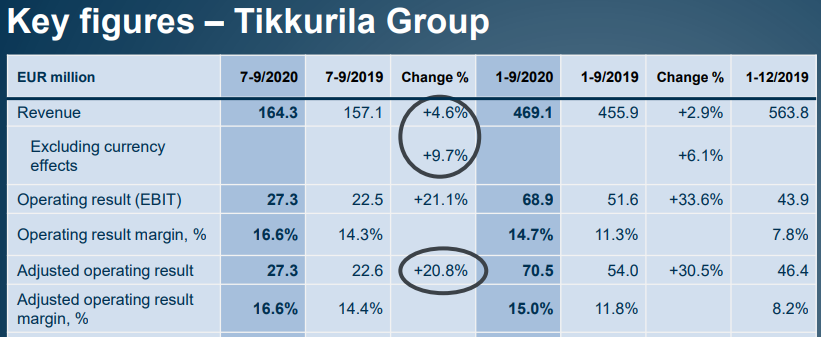 Key figures – Tikkurila Group
EUR million 7-9/2020 7-9/2019 Change % 1-9/2020 1-9/2019 Change % 1-12/2019
Revenue 164.3 157.1 +4.6% 469.1 455.9 +2.9% 563.8
Excluding currency
effects +9.7% +6.1%
Operating result (EBIT) 27.3 22.5 +21.1% 68.9 51.6 +33.6% 43.9
Operating result margin, % 16.6% 14.3% 14.7% 11.3% 7.8%
Adjusted operating result 27.3 22.6 +20.8% 70.5 54.0 +30.5% 46.4
Adjusted operating result
margin, % 16.6% 14.4% 15.0% 11.8% 8.2%